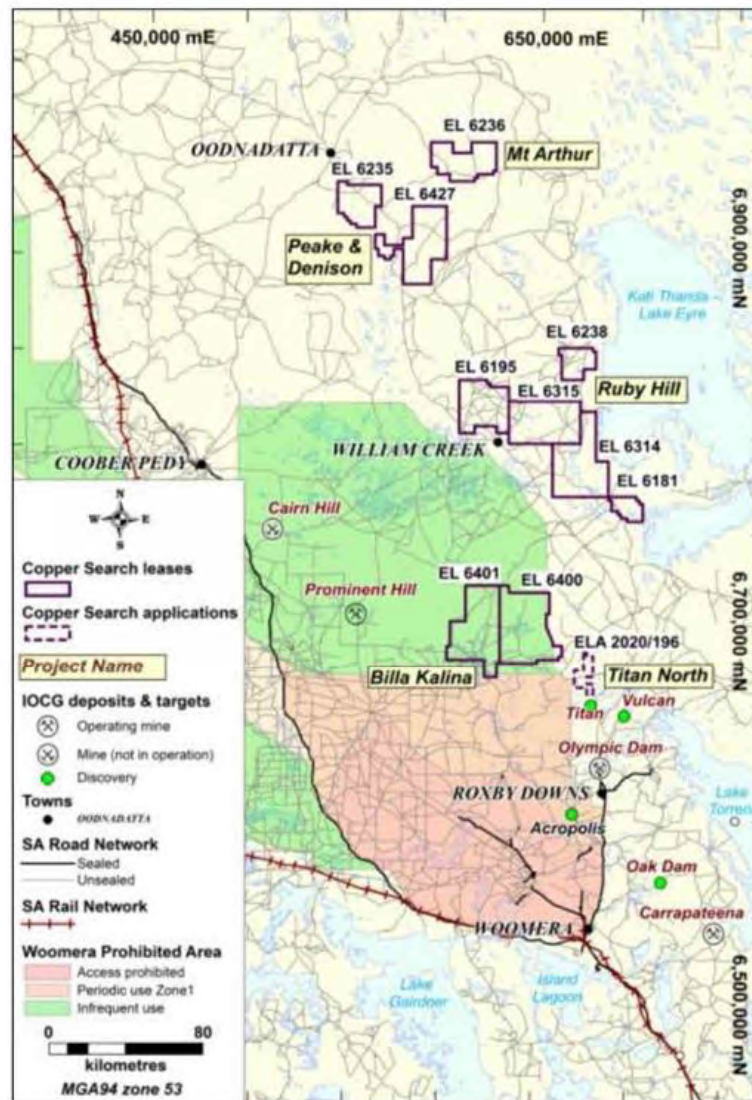 450,000 mE
650,000 mE
EL 6236
OODNADATTA
Mt Arthur
EL 6235
EL 6427
6,900,000 mN
Peake &
Denison
Kati Thanda -
Lake Eyre
EL 6238
EL 6195
EL 6315
Ruby Hill
WILLIAM CREEK
EL 6314
COOBER PEDY
EL 6181
Cairn Hill
6,700,000 mN
EL 6401
EL 6400
Prominent Hill
ELA 2020/196
Billa Kalina
Titan North
Titan
Vulcan
Olympic Dam
ROXBY DOWNS
Lake
Torren
Acropolis
Oak Dam
Carrapateena
WOOMERA
Lake
Gairdner
Island
Lagoon
6,500,000 mN
N
W E
S
Copper Search leases
Copper Search applications
Project Name
IOCG deposits & targets
Operating mine
Mine (not in operation)
Discovery
Towns
OODNADATTA
SA Road Network
Sealed
Unsealed
SA Rail Network
Woomera Prohibited Area
Access prohibited
Periodic use Zone1
Infrequent use
0 80
kilometres
MGA94 zone 53